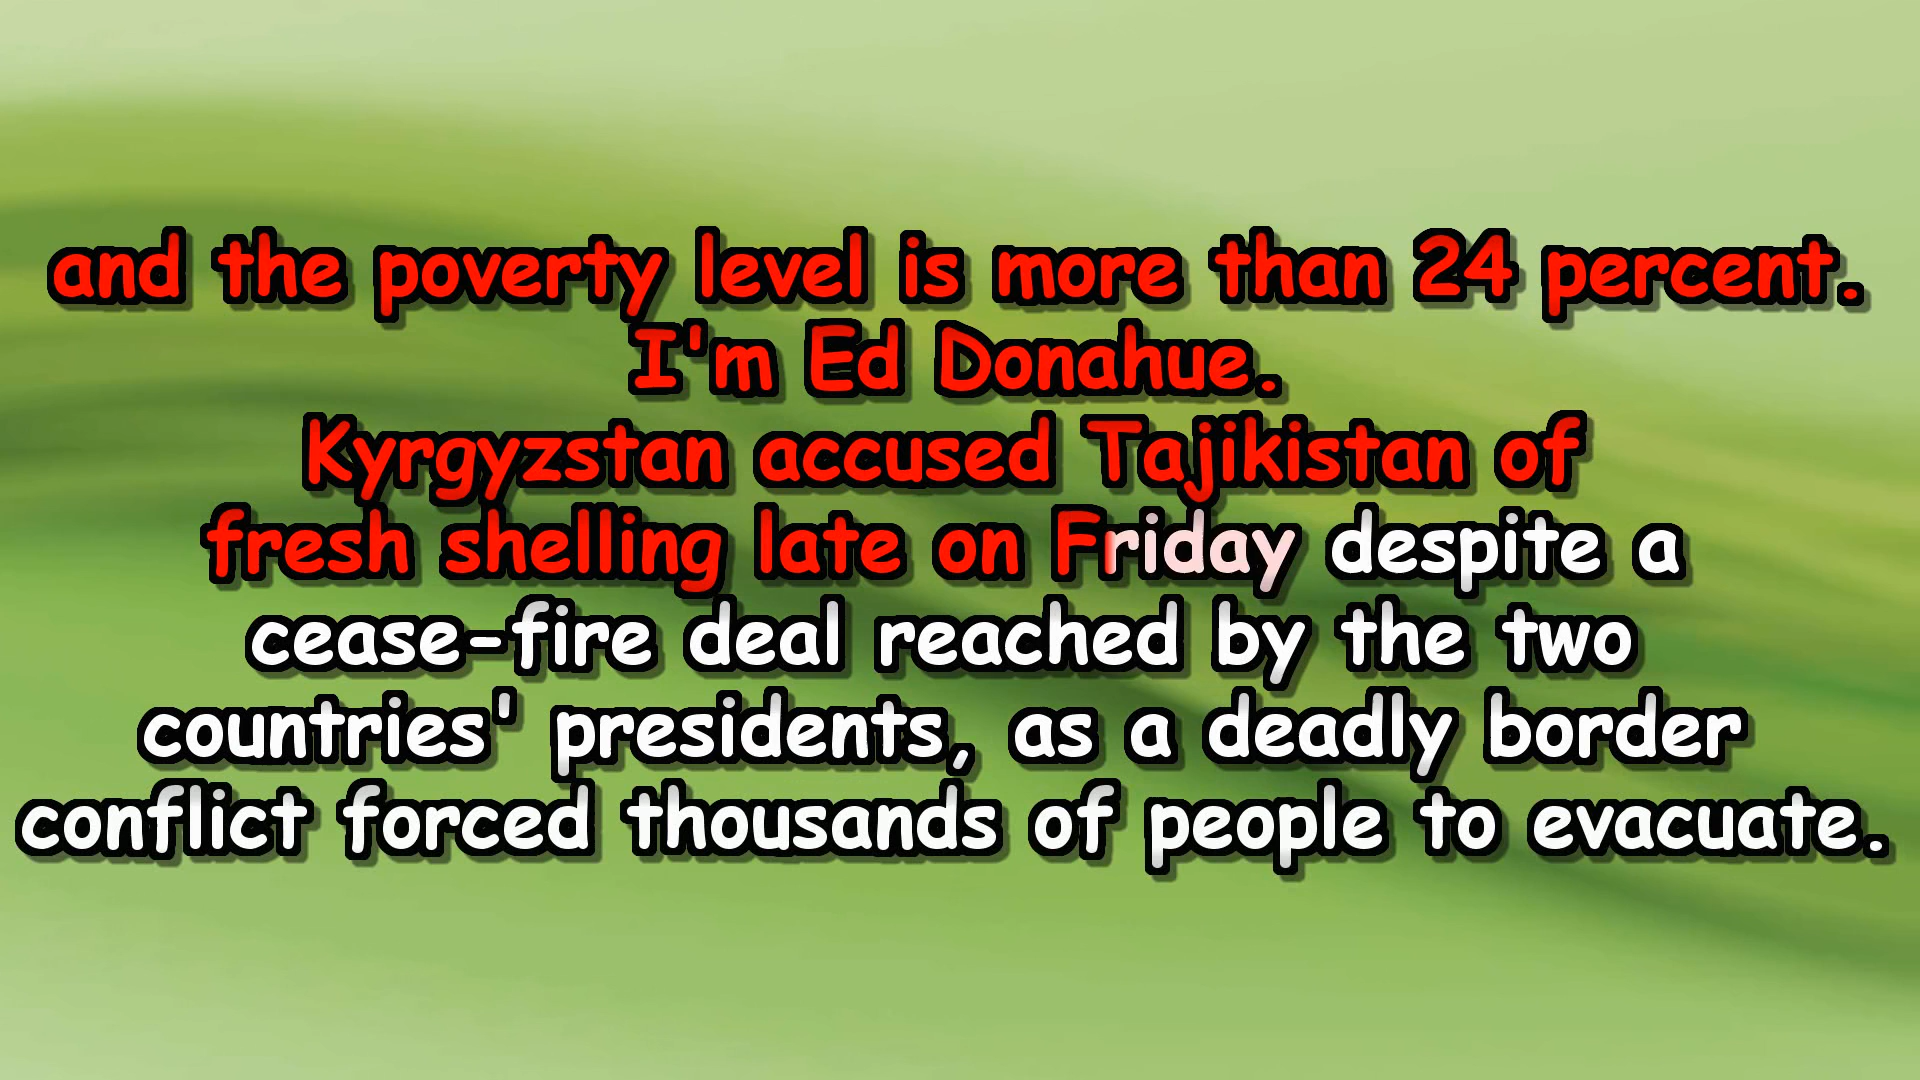 and the poverty level is more than 24 percent.
I'm Ed Donahue.
Kyrgyzstan accused Tajikistan of
fresh shelling late on Friday despite a
cease-fire deal reached by the two
countries' presidents, as a deadly border
conflict forced thousands of people to evacuate.